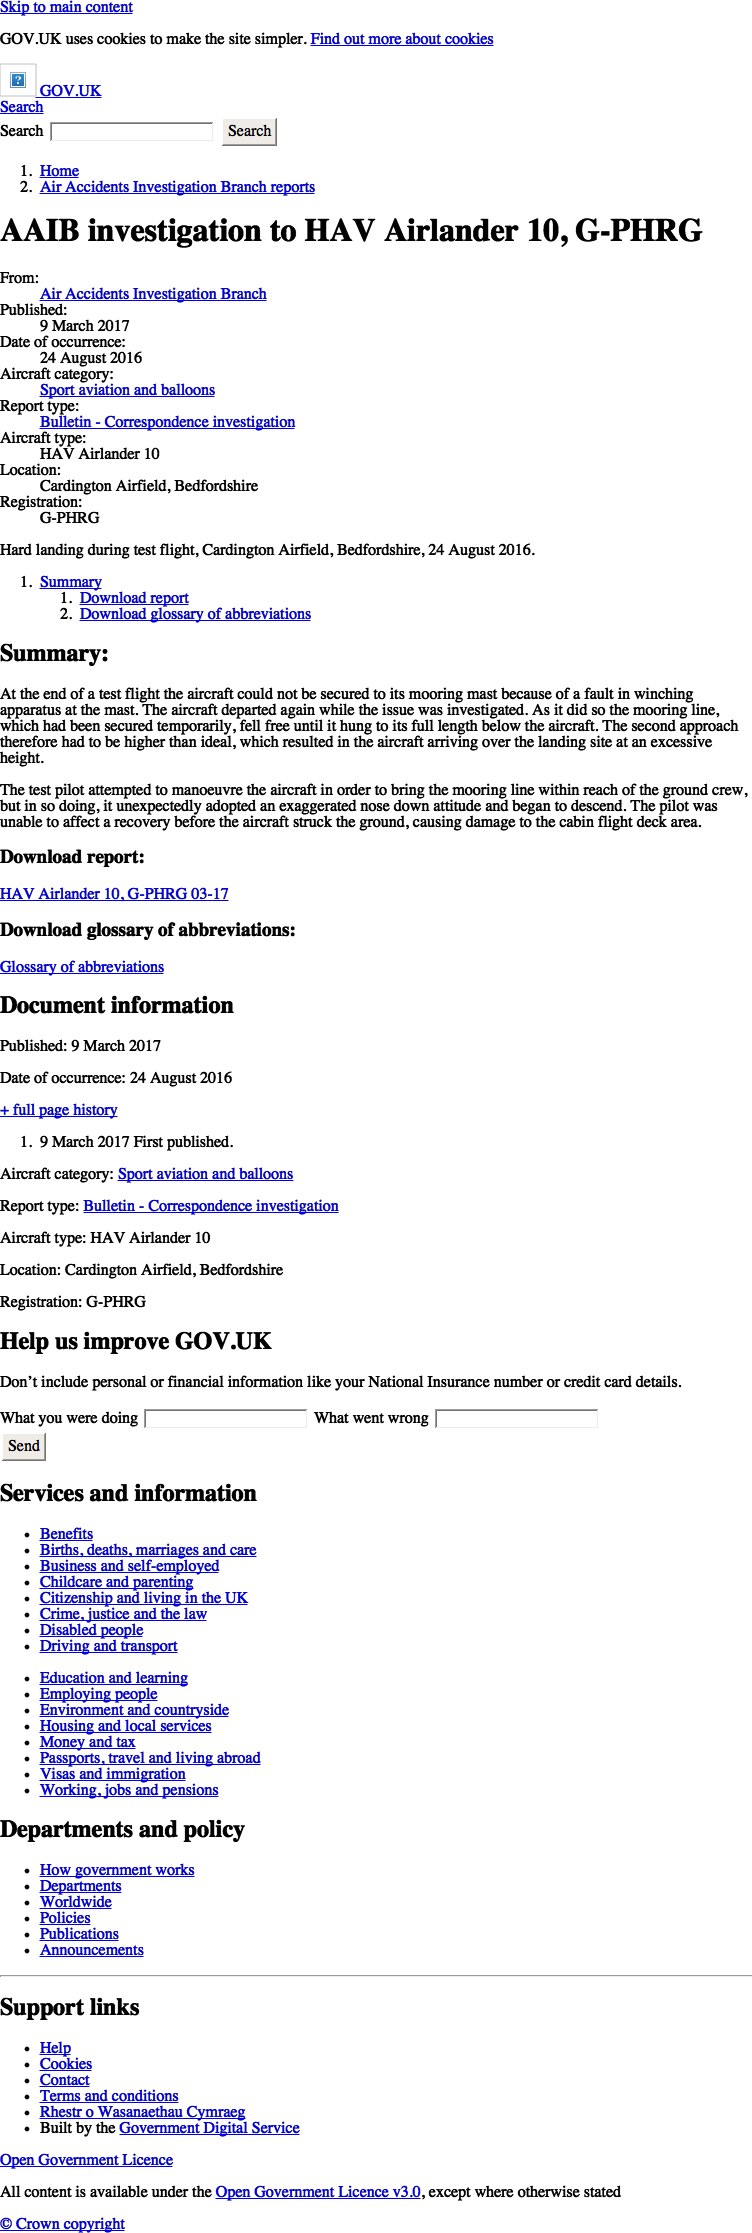 Skip to main content
GOV.UK uses cookies to make the site simpler. Find out more about cookies
GOV.UK
Search
Search Search
1. Home
2. Air Accidents Investigation Branch reports
AAIB investigation to HAV Airlander 10, G-PHRG
From:
Air Accidents Investigation Branch
Published:
9 March 2017
Date of occurrence:
24 August 2016
Aircraft category:
Sport aviation and balloons
Report type:
Bulletin - Correspondence investigation
Aircraft type:
HAV Airlander 10
Location:
Cardington Airfield, Bedfordshire
Registration:
G-PHRG
Hard landing during test flight, Cardington Airfield, Bedfordshire, 24 August 2016.
1. Summary
1. Download report
2. Download glossary of abbreviations
Summary:
At the end of a test flight the aircraft could not be secured to its mooring mast because of a fault in winching
apparatus at the mast. The aircraft departed again while the issue was investigated. As it did so the mooring line,
which had been secured temporarily, fell free until it hung to its full length below the aircraft. The second approach
therefore had to be higher than ideal, which resulted in the aircraft arriving over the landing site at an excessive
height.
The test pilot attempted to manoeuvre the aircraft in order to bring the mooring line within reach of the ground crew,
but in so doing, it unexpectedly adopted an exaggerated nose down attitude and began to descend. The pilot was
unable to affect a recovery before the aircraft struck the ground, causing damage to the cabin flight deck area.
Download report:
HAV Airlander 10, G-PHRG 03-17
Download glossary of abbreviations:
Glossary of abbreviations
Document information
Published: 9 March 2017
Date of occurrence: 24 August 2016
+ full page history
1. 9 March 2017 First published.
Aircraft category: Sport aviation and balloons
Report type: Bulletin - Correspondence investigation
Aircraft type: HAV Airlander 10
Location: Cardington Airfield, Bedfordshire
Registration: G-PHRG
Help us improve GOV.UK
Don’t include personal or financial information like your National Insurance number or credit card details.
What you were doing What went wrong
Send
Services and information
• Benefits
• Births, deaths, marriages and care
• Business and self-employed
• Childcare and parenting
• Citizenship and living in the UK
• Crime, justice and the law
• Disabled people
• Driving and transport
• Education and learning
• Employing people
• Environment and countryside
• Housing and local services
• Money and tax
• Passports, travel and living abroad
• Visas and immigration
• Working, jobs and pensions
Departments and policy
• How government works
• Departments
• Worldwide
• Policies
• Publications
• Announcements
Support links
• Help
• Cookies
• Contact
• Terms and conditions
• Rhestr o Wasanaethau Cymraeg
• Built by the Government Digital Service
Open Government Licence
All content is available under the Open Government Licence v3.0, except where otherwise stated
© Crown copyright